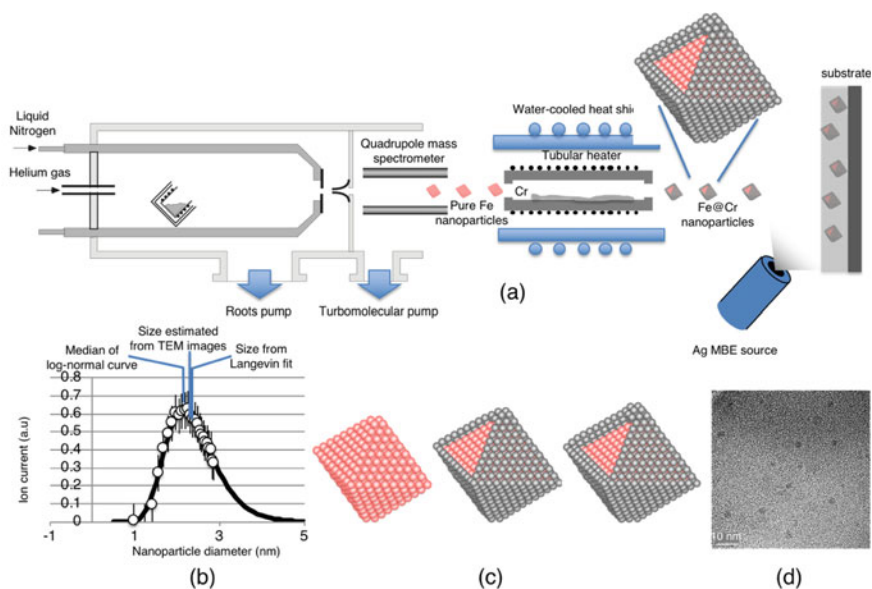 substrate
Liquid
Nitrogen
Helium gas
Quadrupole mass
spectrometer
Water-cooled heat shi
Tubular heater
Cr
Pure Fe
nanoparticles
Fe@Cr
nanoparticles
Roots pump
Turbomolecular pump
(a)
Ag MBE source
Size estimated
from TEM images
Median of
log-normal curve
Size from
Langevin fit
Ion current (a.u)
0.8
0.7
0.6
0.5
0.4
0.3
0.2
0.1
0
-1
1
3
5
Nanoparticle diameter (nm)
(b)
(c)
10 nm
(d)